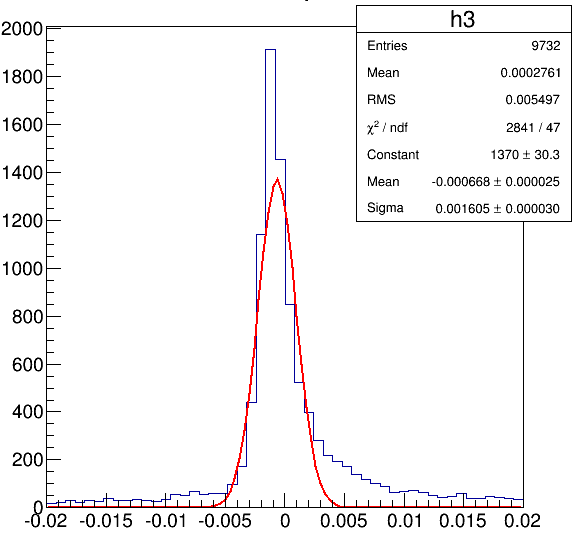 h3
Entries 9732
Mean 0.0002761
RMS 0.005497
χ² / ndf 2841 / 47
Constant 1370 ± 30.3
Mean -0.000668 ± 0.000025
Sigma 0.001605 ± 0.000030
2000
1800
1600
1400
1200
1000
800
600
400
200
0
-0.02 -0.015 -0.01 -0.005 0 0.005 0.01 0.015 0.02